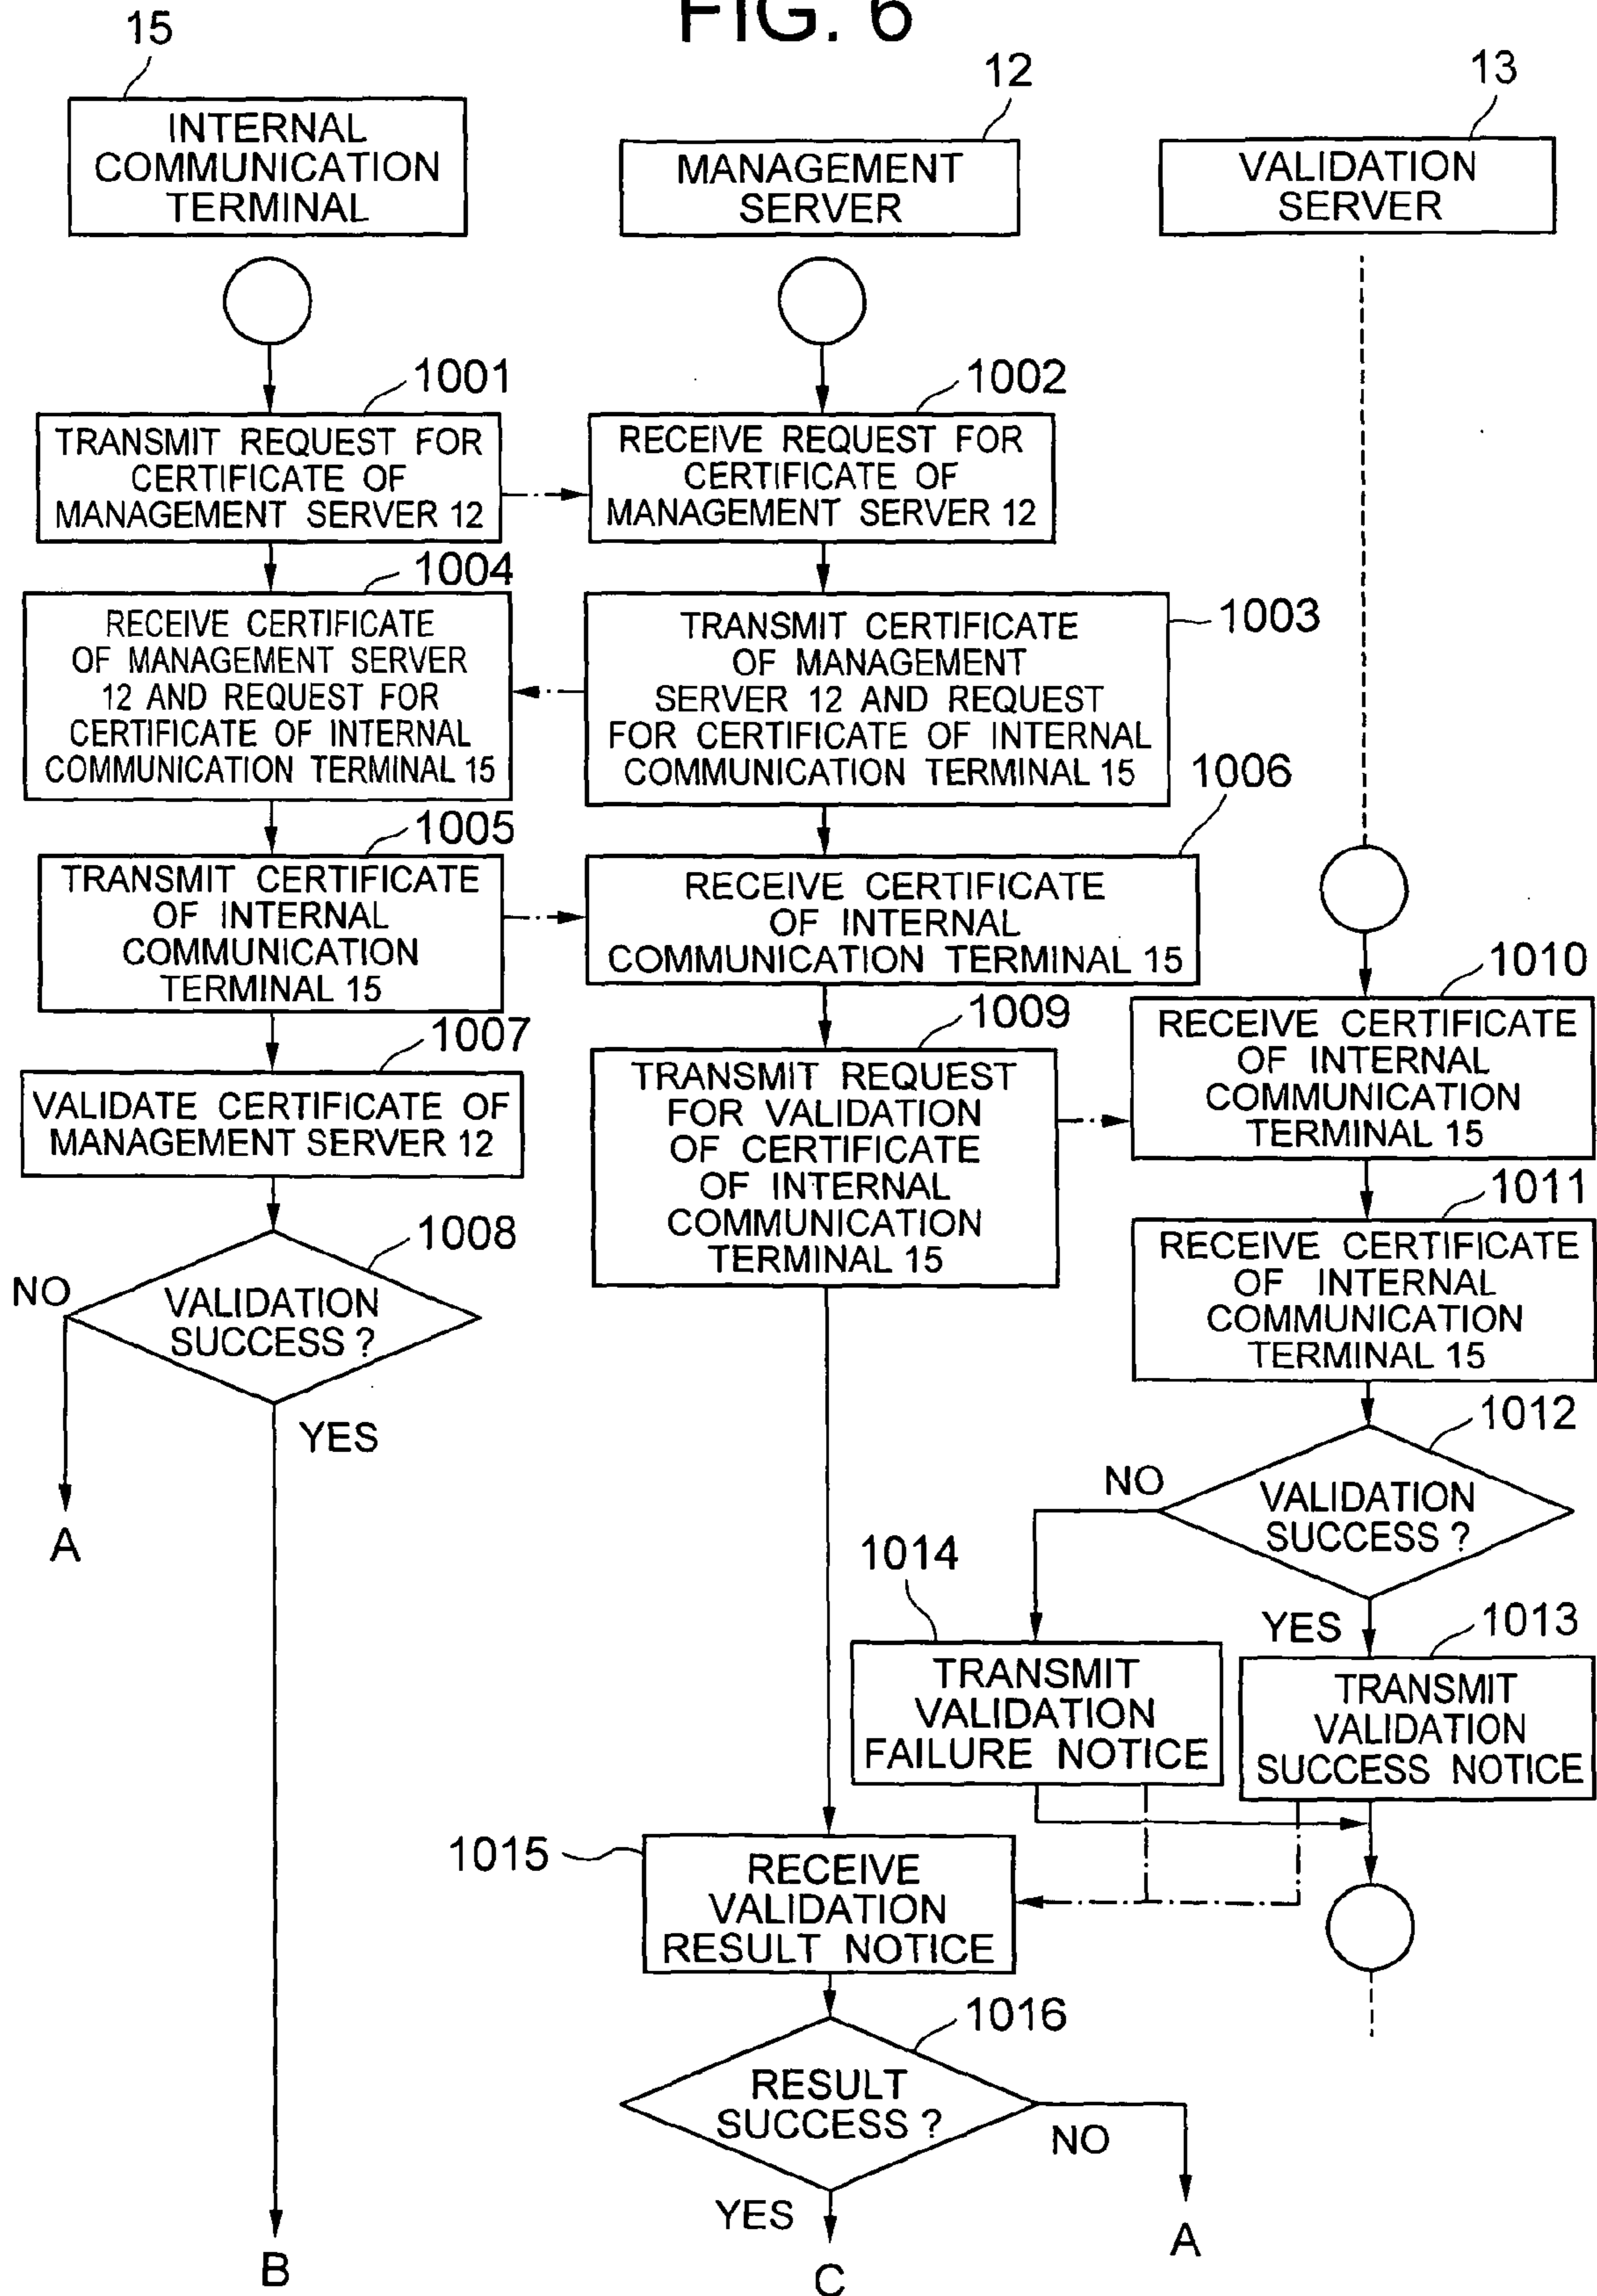 FIG. 6
15
INTERNAL
COMMUNICATION
TERMINAL
12
MANAGEMENT
SERVER
13
VALIDATION
SERVER
1001
TRANSMIT REQUEST FOR
CERTIFICATE OF
MANAGEMENT SERVER 12
1002
RECEIVE REQUEST FOR
CERTIFICATE OF
MANAGEMENT SERVER 12
1004
RECEIVE CERTIFICATE
OF MANAGEMENT SERVER
12 AND REQUEST FOR
CERTIFICATE OF INTERNAL
COMMUNICATION TERMINAL 15
1003
TRANSMIT CERTIFICATE
OF MANAGEMENT
SERVER 12 AND REQUEST
FOR CERTIFICATE OF INTERNAL
COMMUNICATION TERMINAL 15
1005
TRANSMIT CERTIFICATE
OF INTERNAL
COMMUNICATION
TERMINAL 15
1006
RECEIVE CERTIFICATE
OF INTERNAL
COMMUNICATION TERMINAL 15
1007
VALIDATE CERTIFICATE OF
MANAGEMENT SERVER 12
1009
TRANSMIT REQUEST
FOR VALIDATION
OF CERTIFICATE
OF INTERNAL
COMMUNICATION
TERMINAL 15
1010
RECEIVE CERTIFICATE
OF INTERNAL
COMMUNICATION
TERMINAL 15
1011
RECEIVE CERTIFICATE
OF INTERNAL
COMMUNICATION
TERMINAL 15
1008
NO
VALIDATION
SUCCESS ?
YES
A
1012
NO
VALIDATION
SUCCESS ?
YES
1014
TRANSMIT
VALIDATION
FAILURE NOTICE
1013
TRANSMIT
VALIDATION
SUCCESS NOTICE
1015
RECEIVE
VALIDATION
RESULT NOTICE
1016
RESULT
SUCCESS ?
NO
YES
A
B
C